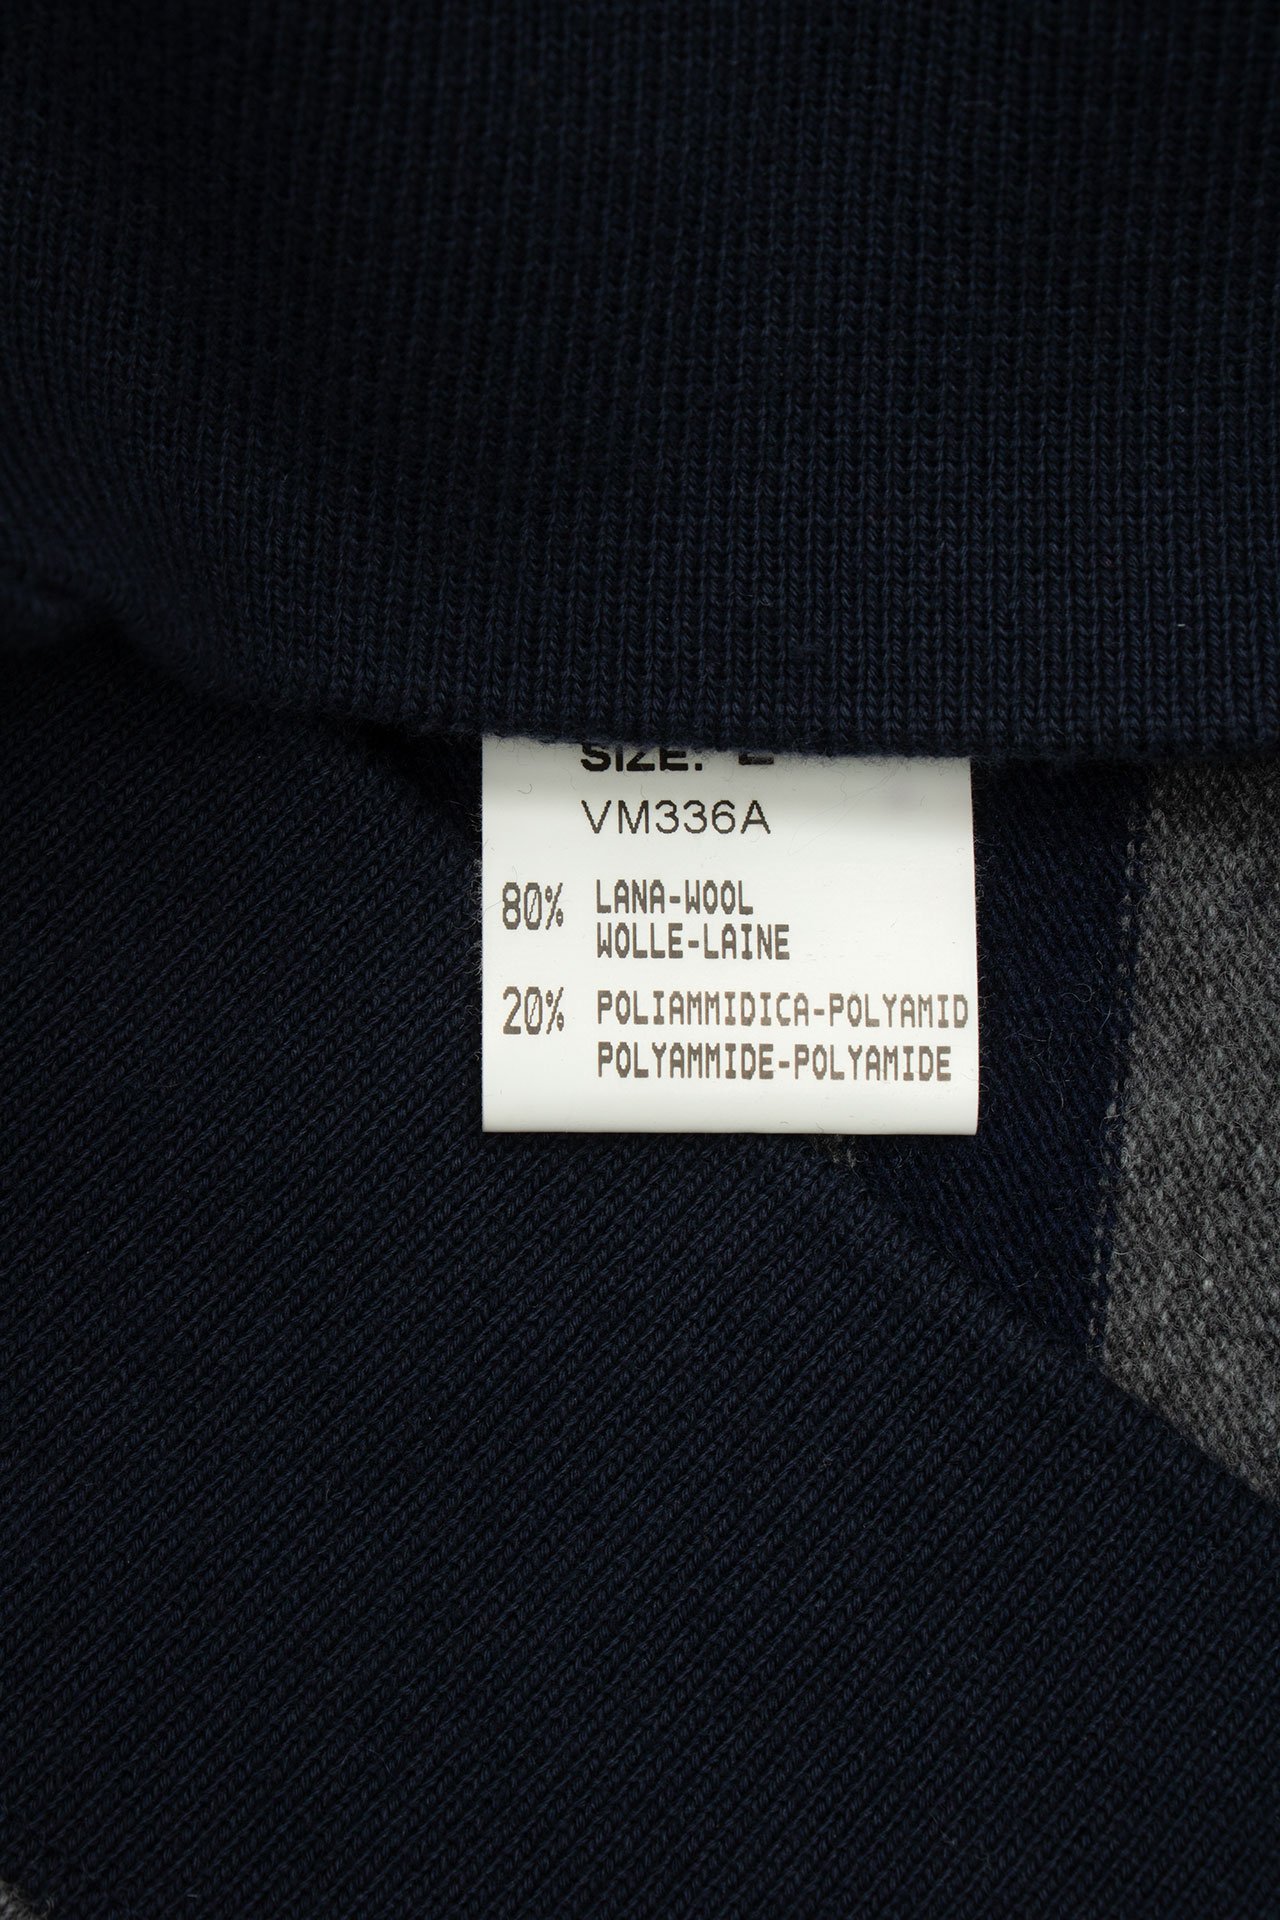 SIZE: L
VM336A
80% LANA-WOOL
WOLLE-LAINE
20% POLIAMMIDICA-POLYAMID
POLYAMMIDE-POLYAMIDE